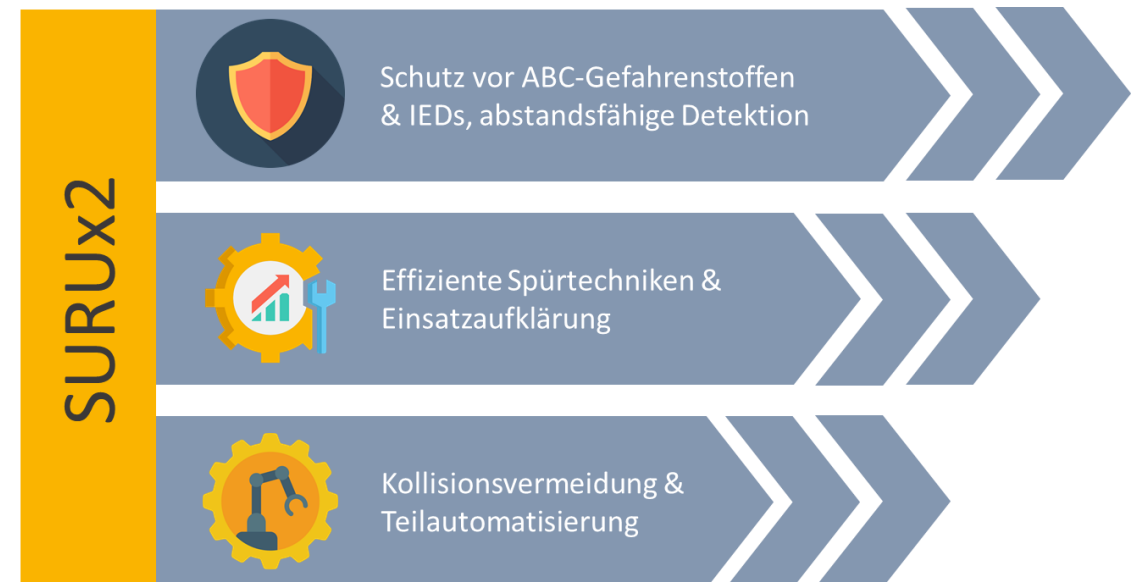 SURUx2
Schutz vor ABC-Gefahrenstoffen
& IEDs, abstandsfähige Detektion
Effiziente Spürtechniken &
Einsatzaufklärung
Kollisionsvermeidung &
Teilautomatisierung